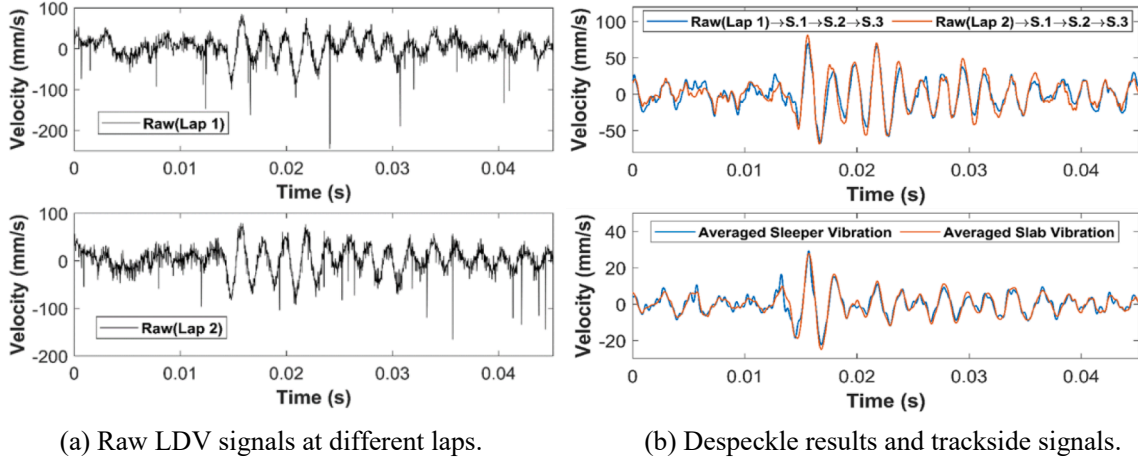 100
0
-100
-200
Velocity (mm/s)
Raw(Lap 1)
0 0.01 0.02 0.03 0.04
Time (s)
100
0
-100
-200
Velocity (mm/s)
Raw(Lap 2)
0 0.01 0.02 0.03 0.04
Time (s)
(a) Raw LDV signals at different laps.
100
50
0
-50
Velocity (mm/s)
Raw(Lap 1)→S.1→S.2→S.3 Raw(Lap 2)→S.1→S.2→S.3
0 0.01 0.02 0.03 0.04
Time (s)
40
20
0
-20
Velocity (mm/s)
Averaged Sleeper Vibration Averaged Slab Vibration
0 0.01 0.02 0.03 0.04
Time (s)
(b) Despeckle results and trackside signals.